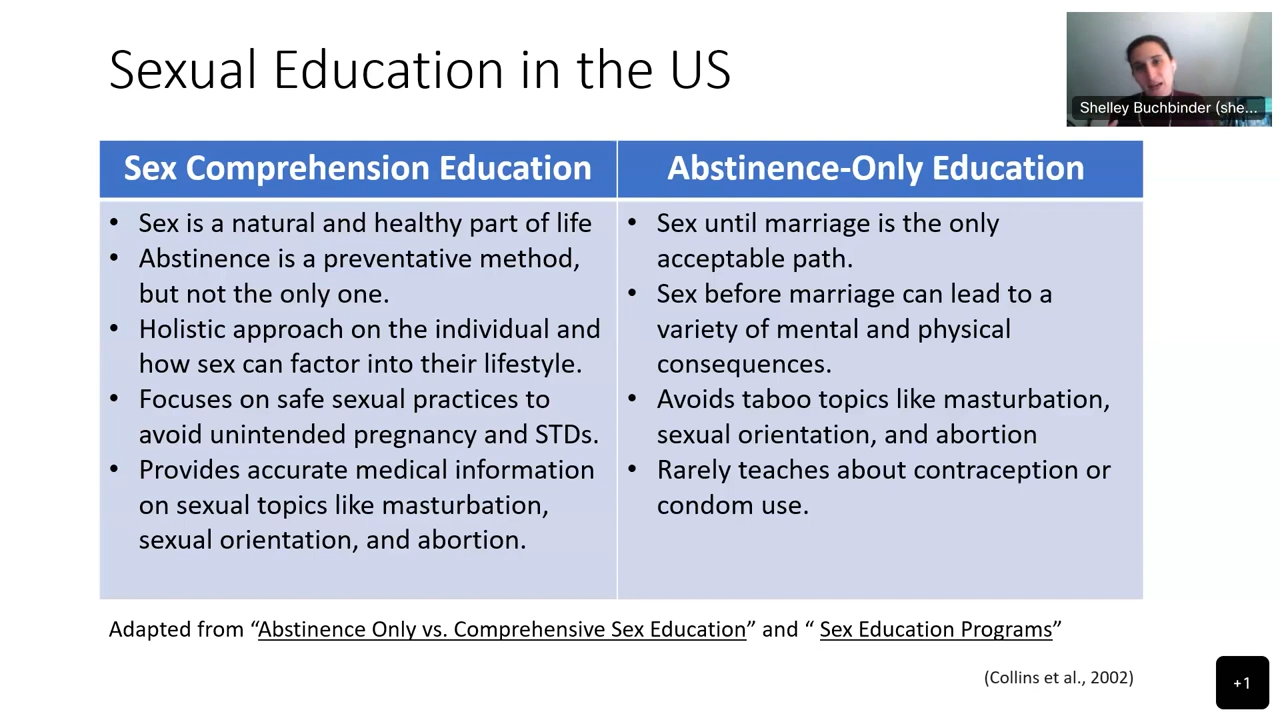 Sexual Education in the US
Shelley Buchbinder (she...
Sex Comprehension Education
• Sex is a natural and healthy part of life
• Abstinence is a preventative method,
but not the only one.
• Holistic approach on the individual and
how sex can factor into their lifestyle.
• Focuses on safe sexual practices to
avoid unintended pregnancy and STDs.
• Provides accurate medical information
on sexual topics like masturbation,
sexual orientation, and abortion.
Abstinence-Only Education
• Sex until marriage is the only
acceptable path.
• Sex before marriage can lead to a
variety of mental and physical
consequences.
• Avoids taboo topics like masturbation,
sexual orientation, and abortion
• Rarely teaches about contraception or
condom use.
Adapted from “Abstinence Only vs. Comprehensive Sex Education” and “ Sex Education Programs”
(Collins et al., 2002)
+1